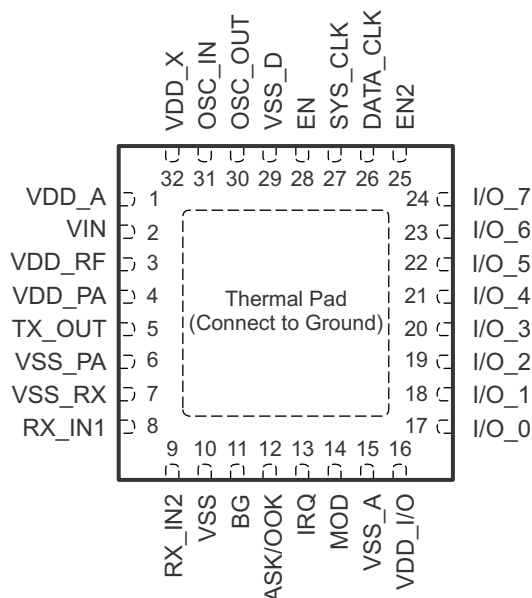 VDD_X
OSC_IN
OSC_OUT
VSS_D
EN
SYS_CLK
DATA_CLK
EN2
32 31 30 29 28 27 26 25
VDD_A 1
VIN 2
VDD_RF 3
VDD_PA 4
TX_OUT 5
VSS_PA 6
VSS_RX 7
RX_IN1 8
Thermal Pad
(Connect to Ground)
24 I/O_7
23 I/O_6
22 I/O_5
21 I/O_4
20 I/O_3
19 I/O_2
18 I/O_1
17 I/O_0
9 10 11 12 13 14 15 16
RX_IN2
VSS
BG
ASK/OOK
IRQ
MOD
VSS_A
VDD_I/O